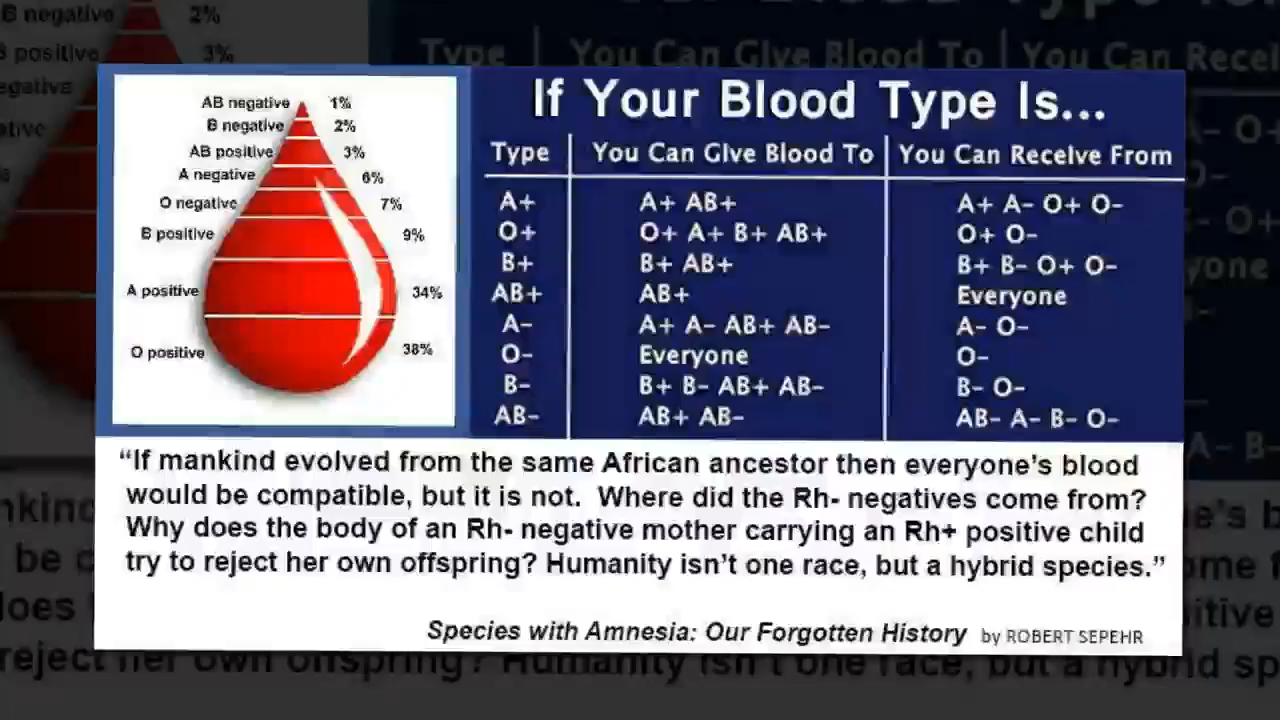 AB negative 1%
B negative 2%
AB positive 3%
A negative 6%
O negative 7%
B positive 9%
A positive 34%
O positive 38%
If Your Blood Type Is...
Type You Can Give Blood To You Can Receive From
A+ A+ AB+ A+ A- O+ O-
O+ O+ A+ B+ AB+ O+ O-
B+ B+ AB+ B+ B- O+ O-
AB+ AB+ Everyone
A- A+ A- AB+ AB- A- O-
O- Everyone O-
B- B+ B- AB+ AB- B- O-
AB- AB+ AB- AB- A- B- O-
“If mankind evolved from the same African ancestor then everyone’s blood
would be compatible, but it is not. Where did the Rh- negatives come from?
Why does the body of an Rh- negative mother carrying an Rh+ positive child
try to reject her own offspring? Humanity isn’t one race, but a hybrid species.”
Species with Amnesia: Our Forgotten History by ROBERT SEPEHR